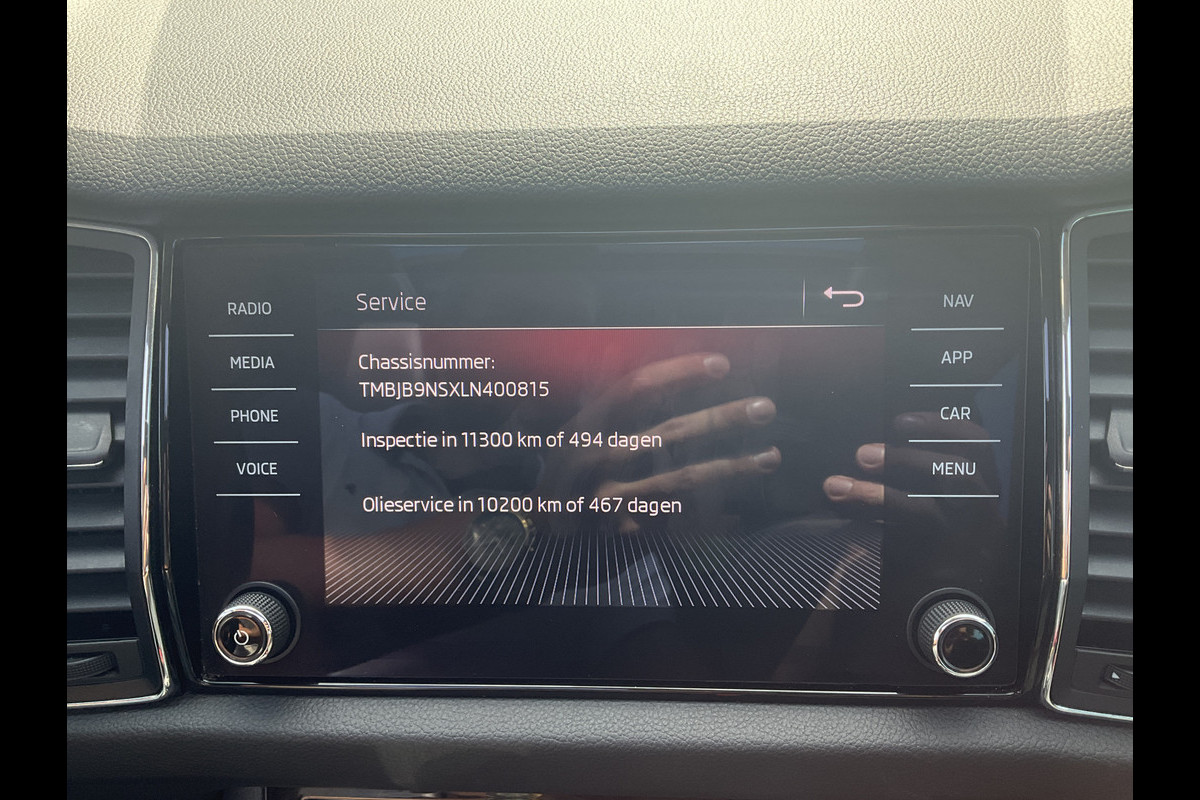 Service
RADIO
MEDIA
PHONE
VOICE
Chassisnummer:
TMBJB9NSXLN400815
Inspectie in 11300 km of 494 dagen
Olieservice in 10200 km of 467 dagen
NAV
APP
CAR
MENU